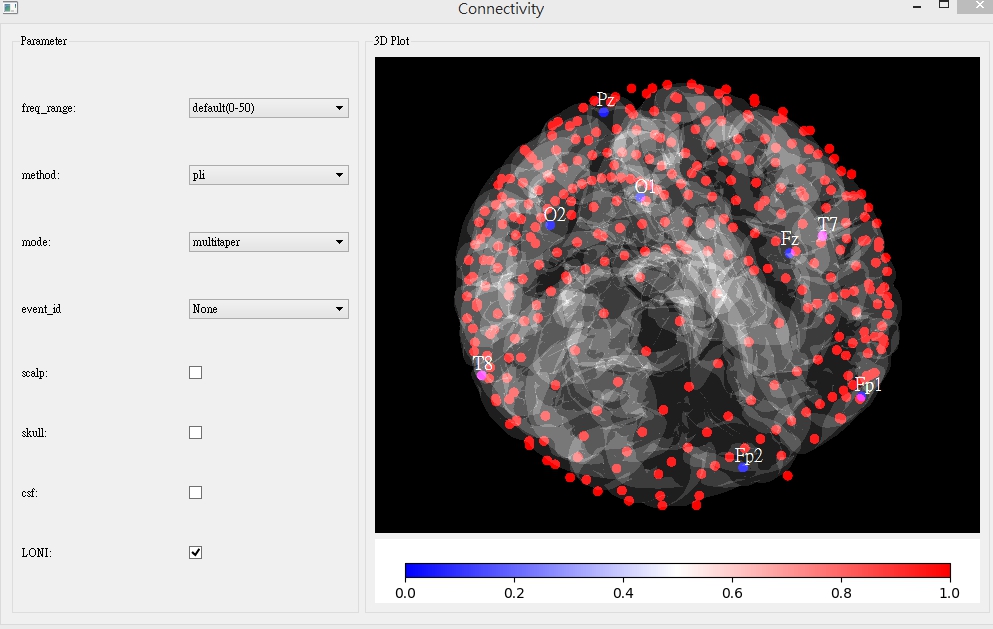 Connectivity
Parameter
freq_range:
default(0-50)
method:
pli
mode:
multitaper
event_id
None
scalp:
skull:
csf:
LONI:
3D Plot
Pz
O1
O2
T7
Fz
T8
Fp1
Fp2
0.0 0.2 0.4 0.6 0.8 1.0